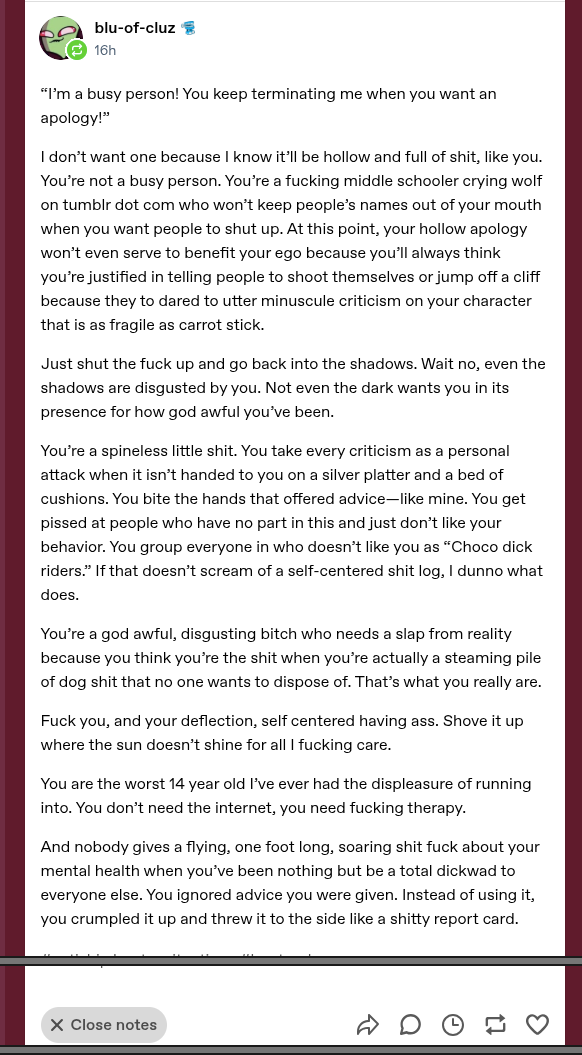 blu-of-cluz
16h
“I’m a busy person! You keep terminating me when you want an
apology!”
I don’t want one because I know it’ll be hollow and full of shit, like you.
You’re not a busy person. You’re a fucking middle schooler crying wolf
on tumblr dot com who won’t keep people’s names out of your mouth
when you want people to shut up. At this point, your hollow apology
won’t even serve to benefit your ego because you’ll always think
you’re justified in telling people to shoot themselves or jump off a cliff
because they to dared to utter minuscule criticism on your character
that is as fragile as carrot stick.
Just shut the fuck up and go back into the shadows. Wait no, even the
shadows are disgusted by you. Not even the dark wants you in its
presence for how god awful you’ve been.
You’re a spineless little shit. You take every criticism as a personal
attack when it isn’t handed to you on a silver platter and a bed of
cushions. You bite the hands that offered advice—like mine. You get
pissed at people who have no part in this and just don’t like your
behavior. You group everyone in who doesn’t like you as “Choco dick
riders.” If that doesn’t scream of a self-centered shit log, I dunno what
does.
You’re a god awful, disgusting bitch who needs a slap from reality
because you think you’re the shit when you’re actually a steaming pile
of dog shit that no one wants to dispose of. That’s what you really are.
Fuck you, and your deflection, self centered having ass. Shove it up
where the sun doesn’t shine for all I fucking care.
You are the worst 14 year old I’ve ever had the displeasure of running
into. You don’t need the internet, you need fucking therapy.
And nobody gives a flying, one foot long, soaring shit fuck about your
mental health when you’ve been nothing but be a total dickwad to
everyone else. You ignored advice you were given. Instead of using it,
you crumpled it up and threw it to the side like a shitty report card.
Close notes